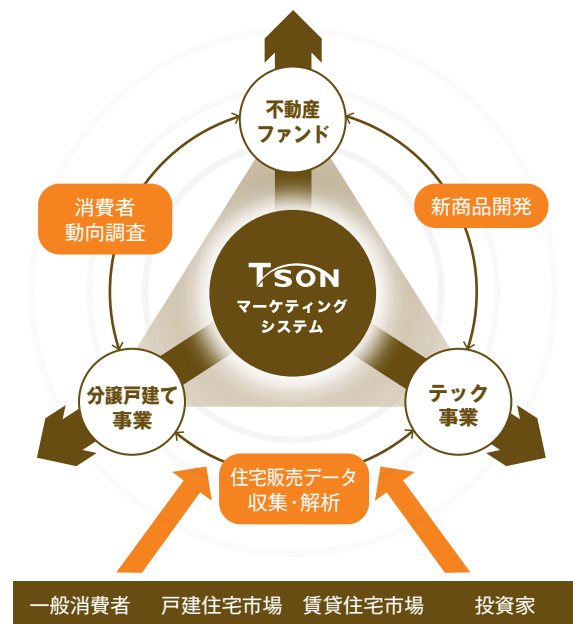 不動産
ファンド
消費者
動向調査
新商品開発
TSON
マーケティング
システム
分譲戸建て
事業
テック
事業
住宅販売データ
収集・解析
一般消費者 戸建住宅市場 賃貸住宅市場 投資家